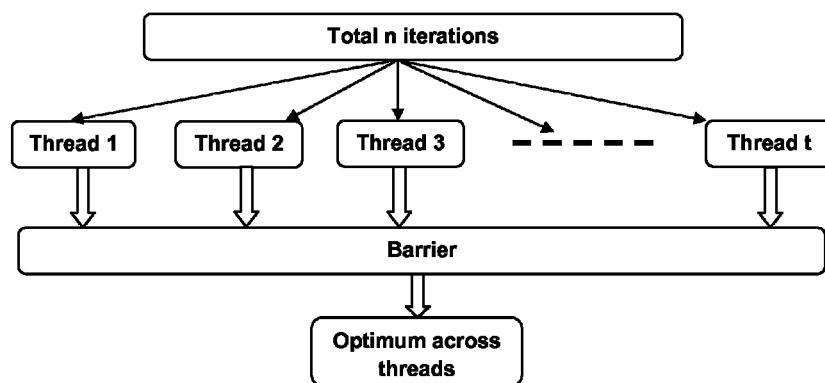 Total n iterations
Thread 1
Thread 2
Thread 3
Thread t
Barrier
Optimum across
threads